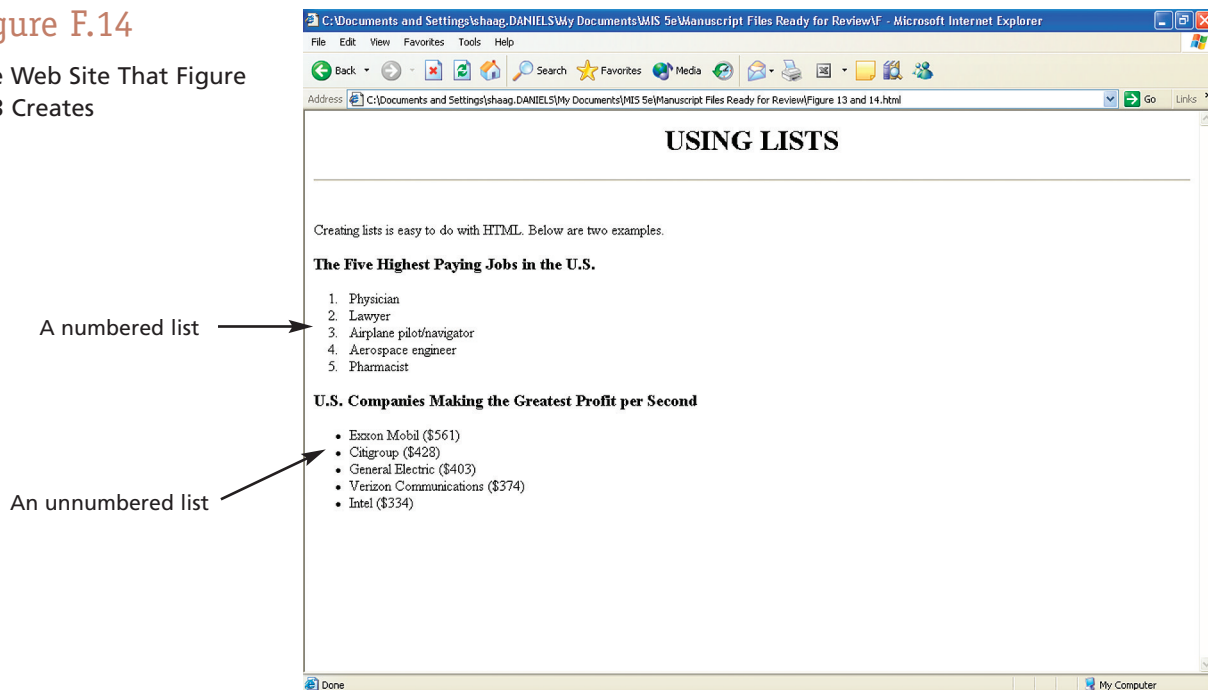 gure F.14
e Web Site That Figure
3 Creates
C:\Documents and Settings\shaag.DANIELS\My Documents\MIS 5e\Manuscript Files Ready for Review\F - Microsoft Internet Explorer
File Edit View Favorites Tools Help
Back Search Favorites Media
Address C:\Documents and Settings\shaag.DANIELS\My Documents\MIS 5e\Manuscript Files Ready for Review\Figure 13 and 14.html Go Links
USING LISTS
Creating lists is easy to do with HTML. Below are two examples.
The Five Highest Paying Jobs in the U.S.
1. Physician
2. Lawyer
A numbered list
3. Airplane pilot/navigator
4. Aerospace engineer
5. Pharmacist
U.S. Companies Making the Greatest Profit per Second
• Exxon Mobil ($561)
• Citigroup ($428)
• General Electric ($403)
• Verizon Communications ($374)
An unnumbered list
• Intel ($334)
Done My Computer